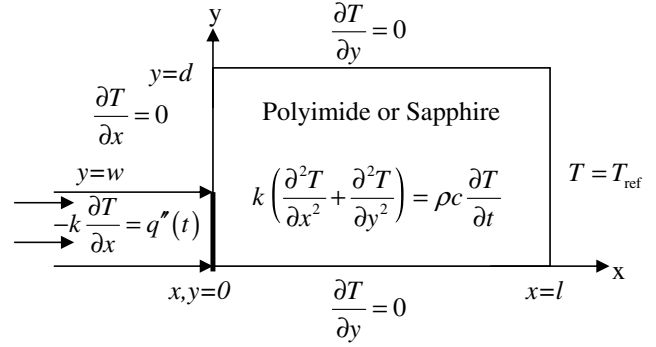 y
∂T/∂y = 0
y=d
∂T/∂x = 0
Polyimide or Sapphire
y=w
k(∂²T/∂x² + ∂²T/∂y²) = ρc ∂T/∂t
T = T_ref
−k ∂T/∂x = q″(t)
x
x,y=0
∂T/∂y = 0
x=l